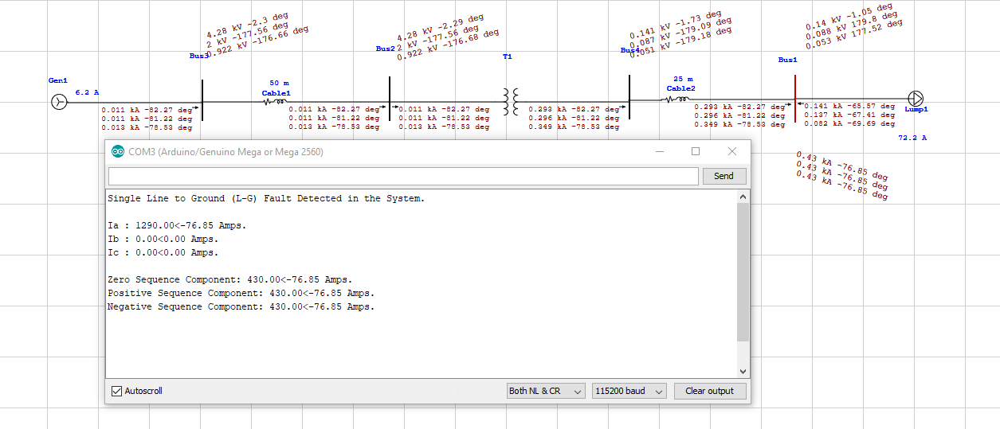 4.28 kV -2.3 deg
2 kV -177.56 deg
0.922 kV -176.66 deg
Bus3
4.28 kV -2.29 deg
2 kV -177.56 deg
0.922 kV -176.68 deg
Bus2
T1
0.141 kV -1.73 deg
0.087 kV -179.09 deg
0.051 kV -179.18 deg
Bus4
0.14 kV -1.05 deg
0.088 kV 179.8 deg
0.053 kV 177.52 deg
Bus1
Gen1
6.2 A
50 m
Cable1
25 m
Cable2
Lump1
72.2 A
0.011 kA -82.27 deg
0.011 kA -81.22 deg
0.013 kA -78.53 deg
0.011 kA -82.27 deg
0.011 kA -81.22 deg
0.013 kA -78.53 deg
0.011 kA -82.27 deg
0.011 kA -81.22 deg
0.013 kA -78.53 deg
0.293 kA -82.27 deg
0.296 kA -81.22 deg
0.349 kA -78.53 deg
0.293 kA -82.27 deg
0.296 kA -81.22 deg
0.349 kA -78.53 deg
0.141 kA -65.57 deg
0.137 kA -67.41 deg
0.082 kA -69.69 deg
0.43 kA -76.85 deg
0.43 kA -76.85 deg
0.43 kA -76.85 deg
COM3 (Arduino/Genuino Mega or Mega 2560)
Send
Single Line to Ground (L-G) Fault Detected in the System.
Ia : 1290.00<-76.85 Amps.
Ib : 0.00<0.00 Amps.
Ic : 0.00<0.00 Amps.
Zero Sequence Component: 430.00<-76.85 Amps.
Positive Sequence Component: 430.00<-76.85 Amps.
Negative Sequence Component: 430.00<-76.85 Amps.
Autoscroll
Both NL & CR
115200 baud
Clear output